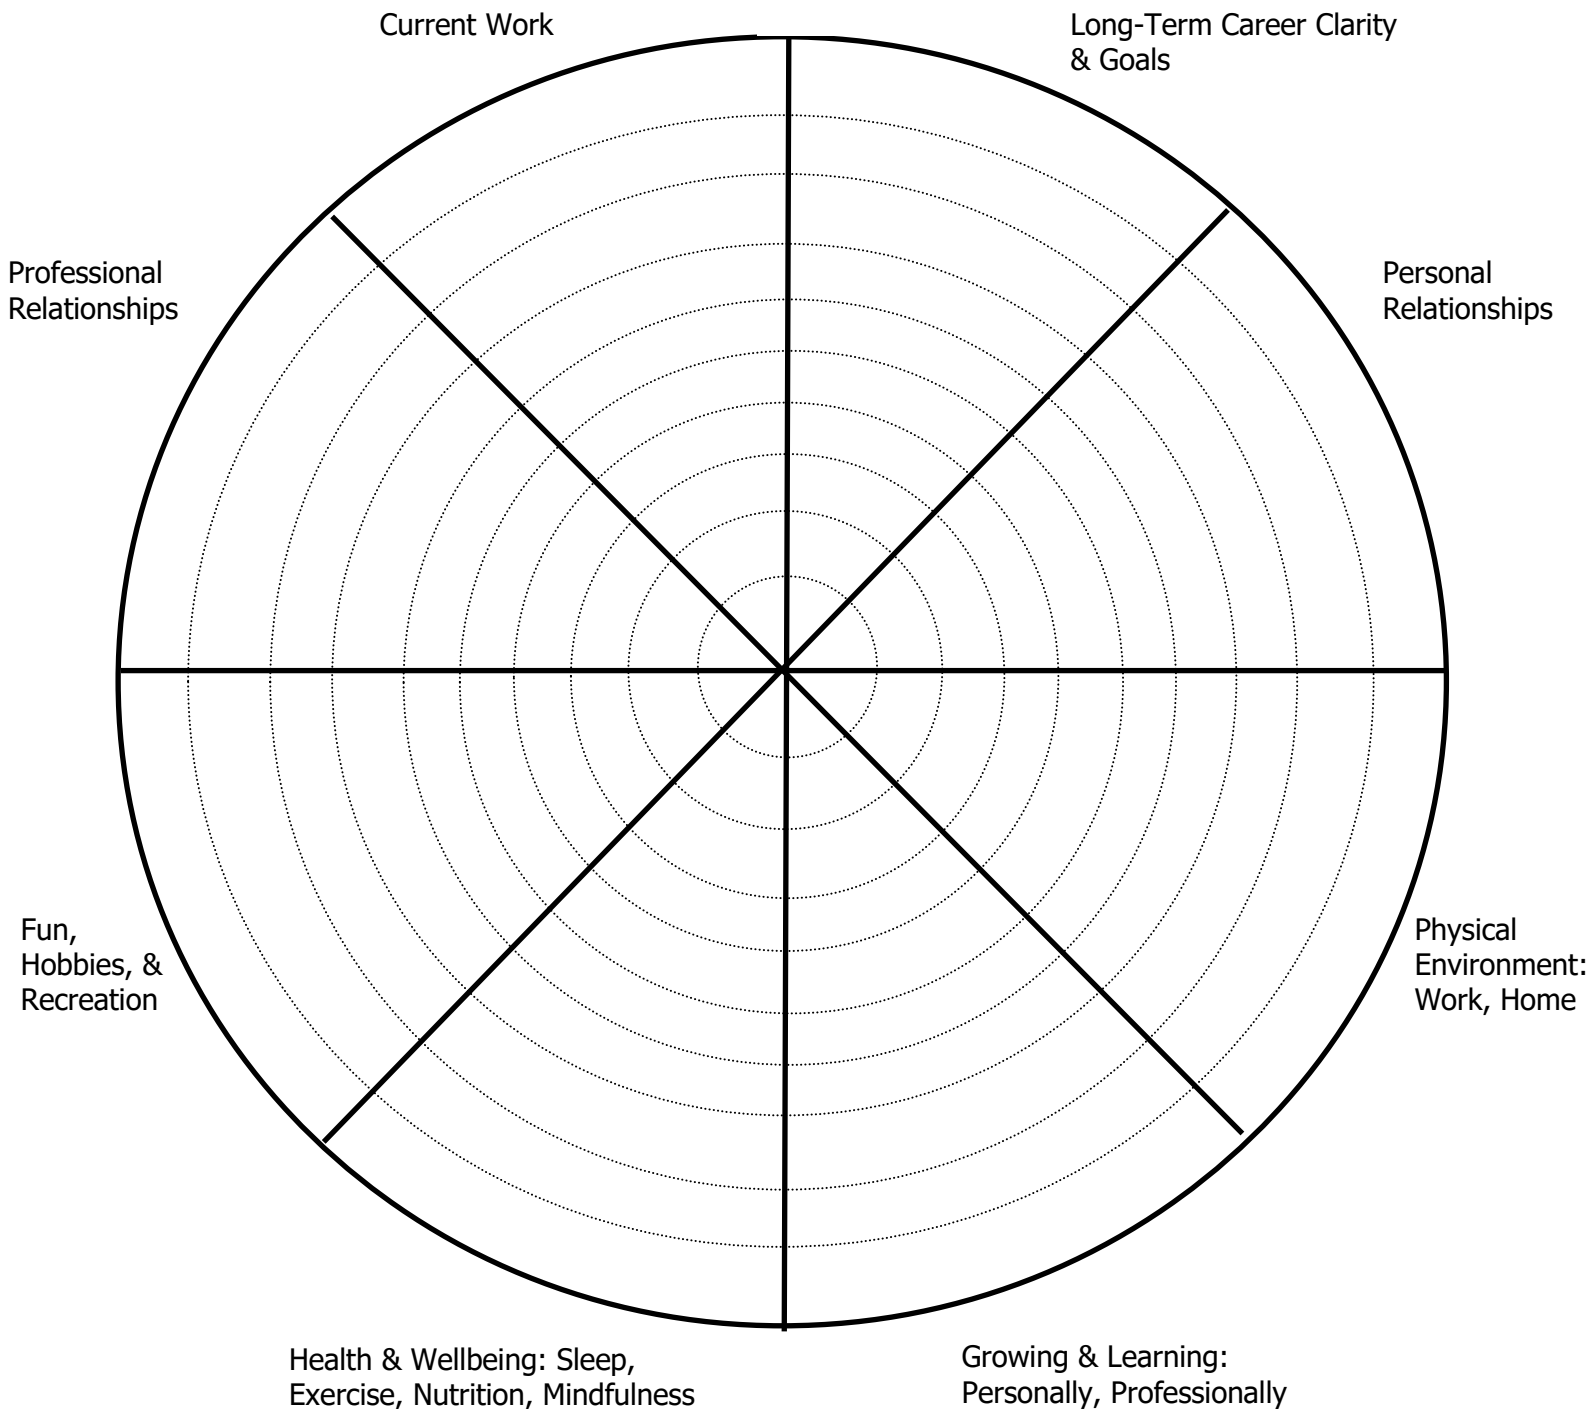 Current Work
Long-Term Career Clarity
& Goals
Professional
Relationships
Personal
Relationships
Fun,
Hobbies, &
Recreation
Physical
Environment:
Work, Home
Health & Wellbeing: Sleep,
Exercise, Nutrition, Mindfulness
Growing & Learning:
Personally, Professionally